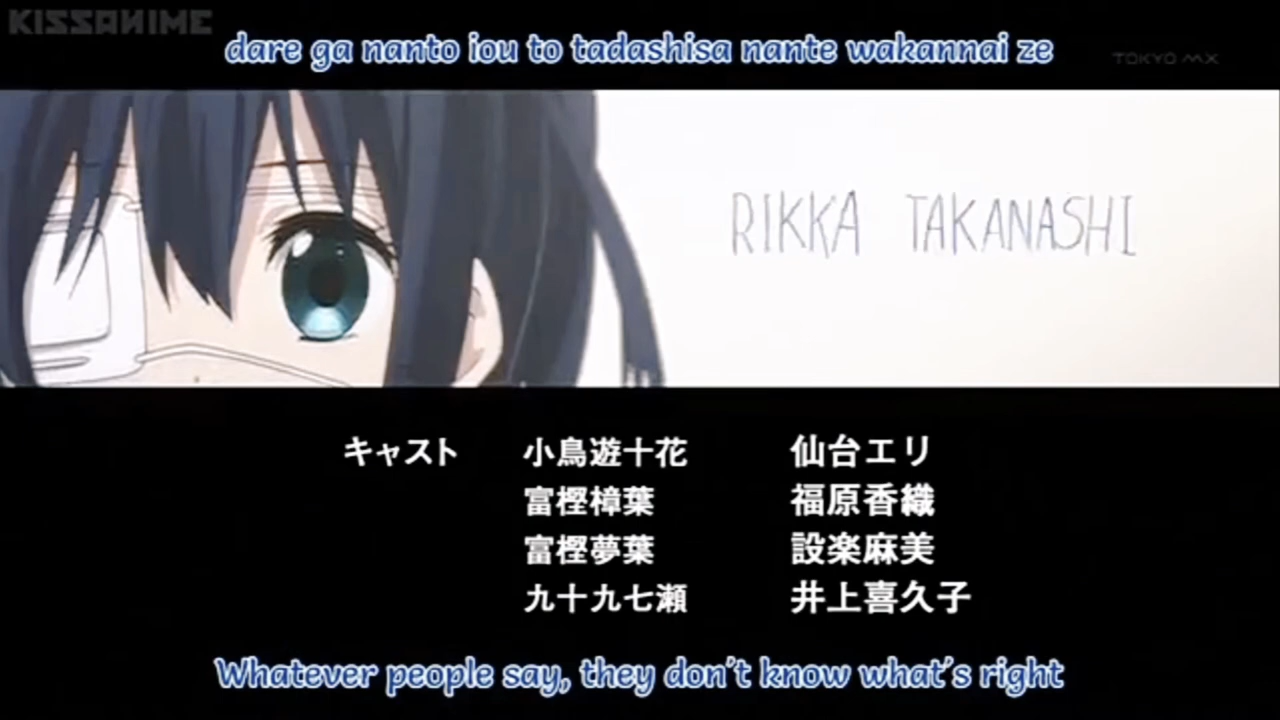 KISSANIME
dare ga nanto iou to tadashisa nante wakannai ze
TOKYO MX
RIKKA TAKANASHI
キャスト 小鳥遊十花 仙台エリ
富樫樟葉 福原香織
富樫夢葉 設楽麻美
九十九七瀬 井上喜久子
Whatever people say, they don't know what's right